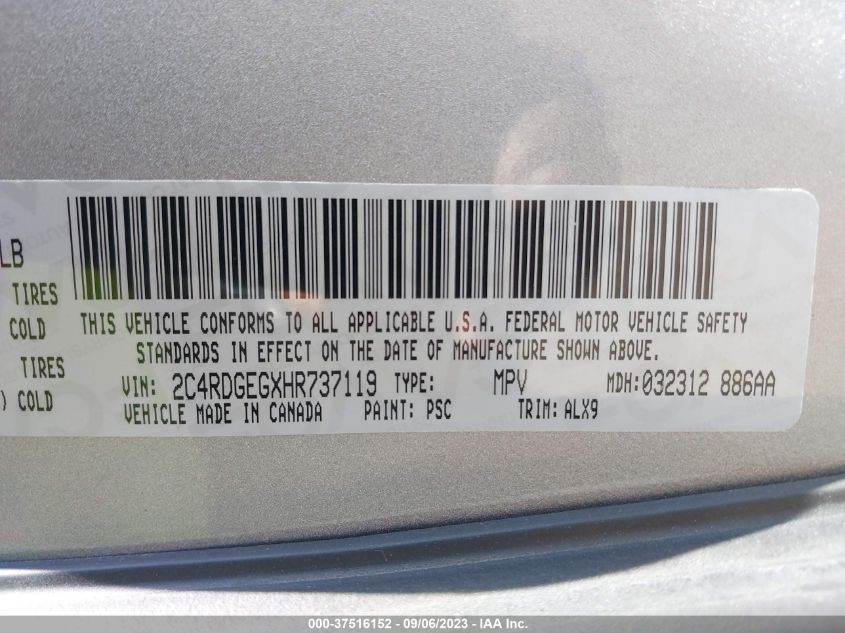 LB
TIRES
COLD
TIRES
) COLD
THIS VEHICLE CONFORMS TO ALL APPLICABLE U.S.A. FEDERAL MOTOR VEHICLE SAFETY
STANDARDS IN EFFECT ON THE DATE OF MANUFACTURE SHOWN ABOVE.
VIN: 2C4RDGEGXHR737119 TYPE: MPV MDH:032312 886AA
VEHICLE MADE IN CANADA PAINT: PSC TRIM: ALX9
000-37516152 - 09/06/2023 - IAA Inc.